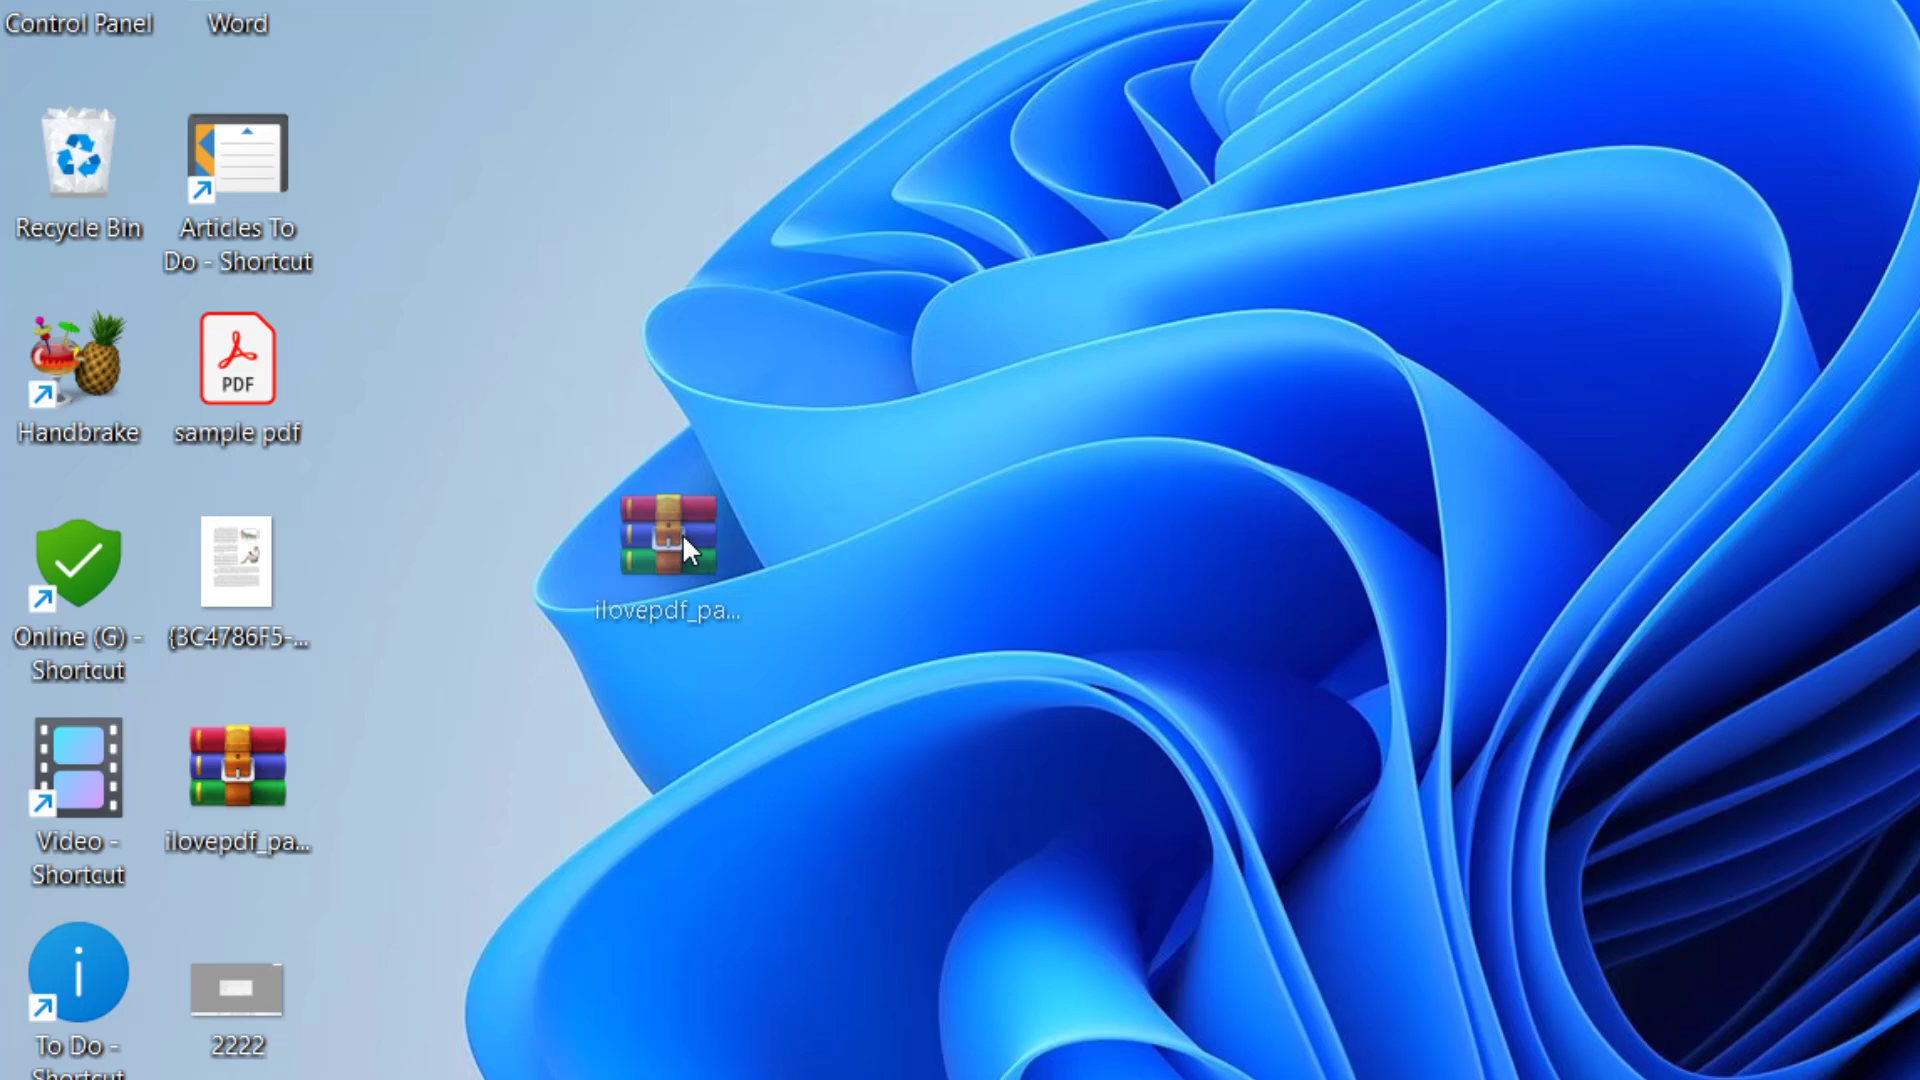 Control Panel
Word
Recycle Bin
Articles To
Do - Shortcut
Handbrake
PDF
sample pdf
Online (G) -
Shortcut
{3C4786F5-...
ilovepdf_pa...
Video -
Shortcut
ilovepdf_pa...
To Do -
Shortcut
2222